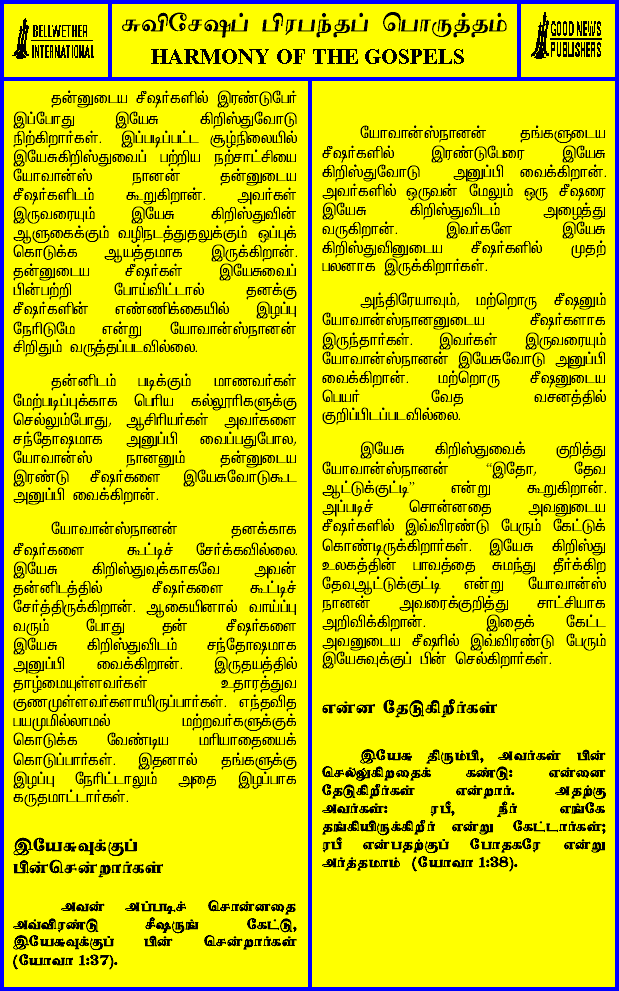 BELLWETHER
INTERNATIONAL
சுவிசேஷப் பிரபந்தப் பொருத்தம்
HARMONY OF THE GOSPELS
GOOD NEWS
PUBLISHERS
தன்னுடைய சீஷர்களில் இரண்டுபேர்
இப்போது இயேசு கிறிஸ்துவோடு
நிற்கிறார்கள். இப்படிப்பட்ட சூழ்நிலையில்
இயேசுகிறிஸ்துவைப் பற்றிய நற்சாட்சியை
யோவான்ஸ் நானன் தன்னுடைய
சீஷர்களிடம் கூறுகிறான். அவர்கள்
இருவரையும் இயேசு கிறிஸ்துவின்
ஆளுகைக்கும் வழிநடத்துதலுக்கும் ஒப்புக்
கொடுக்க ஆயத்தமாக இருக்கிறான்.
தன்னுடைய சீஷர்கள் இயேசுவைப்
பின்பற்றி போய்விட்டால் தனக்கு
சீஷர்களின் எண்ணிக்கையில் இழப்பு
நேரிடுமே என்று யோவான்ஸ்நானன்
சிறிதும் வருத்தப்படவில்லை.
தன்னிடம் படிக்கும் மாணவர்கள்
மேற்படிப்புக்காக பெரிய கல்லூரிகளுக்கு
செல்லும்போது, ஆசிரியர்கள் அவர்களை
சந்தோஷமாக அனுப்பி வைப்பதுபோல,
யோவான்ஸ் நானனும் தன்னுடைய
இரண்டு சீஷர்களை இயேசுவோடுகூட
அனுப்பி வைக்கிறான்.
யோவான்ஸ்நானன் தனக்காக
சீஷர்களை கூட்டிச் சேர்க்கவில்லை.
இயேசு கிறிஸ்துவுக்காகவே அவன்
தன்னிடத்தில் சீஷர்களை கூட்டிச்
சேர்த்திருக்கிறான். ஆகையினால் வாய்ப்பு
வரும் போது தன் சீஷர்களை
இயேசு கிறிஸ்துவிடம் சந்தோஷமாக
அனுப்பி வைக்கிறான். இருதயத்தில்
தாழ்மையுள்ளவர்கள் உதாரத்துவ
குணமுள்ளவர்களாயிருப்பார்கள். எந்தவித
பயமுமில்லாமல் மற்றவர்களுக்குக்
கொடுக்க வேண்டிய மரியாதையைக்
கொடுப்பார்கள். இதனால் தங்களுக்கு
இழப்பு நேரிட்டாலும் அதை இழப்பாக
கருதமாட்டார்கள்.
இயேசுவுக்குப்
பின்சென்றார்கள்
அவன் அப்படிச் சொன்னதை
அவ்விரண்டு சீஷருங் கேட்டு,
இயேசுவுக்குப் பின் சென்றார்கள்
(யோவா 1:37).
யோவான்ஸ்நானன் தங்களுடைய
சீஷர்களில் இரண்டுபேரை இயேசு
கிறிஸ்துவோடு அனுப்பி வைக்கிறான்.
அவர்களில் ஒருவன் மேலும் ஒரு சீஷரை
இயேசு கிறிஸ்துவிடம் அழைத்து
வருகிறான். இவர்களே இயேசு
கிறிஸ்துவினுடைய சீஷர்களில் முதற்
பலனாக இருக்கிறார்கள்.
அந்திரேயாவும், மற்றொரு சீஷனும்
யோவான்ஸ்நானனுடைய சீஷர்களாக
இருந்தார்கள். இவர்கள் இருவரையும்
யோவான்ஸ்நானன் இயேசுவோடு அனுப்பி
வைக்கிறான். மற்றொரு சீஷனுடைய
பெயர் வேத வசனத்தில்
குறிப்பிடப்படவில்லை.
இயேசு கிறிஸ்துவைக் குறித்து
யோவான்ஸ்நானன் “இதோ, தேவ
ஆட்டுக்குட்டி” என்று கூறுகிறான்.
அப்படிச் சொன்னதை அவனுடைய
சீஷர்களில் இவ்விரண்டு பேரும் கேட்டுக்
கொண்டிருக்கிறார்கள். இயேசு கிறிஸ்து
உலகத்தின் பாவத்தை சுமந்து தீர்க்கிற
தேவஆட்டுக்குட்டி என்று யோவான்ஸ்
நானன் அவரைக்குறித்து சாட்சியாக
அறிவிக்கிறான். இதைக் கேட்ட
அவனுடைய சீஷரில் இவ்விரண்டு பேரும்
இயேசுவுக்குப் பின் செல்கிறார்கள்.
என்ன தேடுகிறீர்கள்
இயேசு திரும்பி, அவர்கள் பின்
செல்லுகிறதைக் கண்டு: என்னை
தேடுகிறீர்கள் என்றார். அதற்கு
அவர்கள்: ரபீ, நீர் எங்கே
தங்கியிருக்கிறீர் என்று கேட்டார்கள்;
ரபீ என்பதற்குப் போதகரே என்று
அர்த்தமாம் (யோவா 1:38).